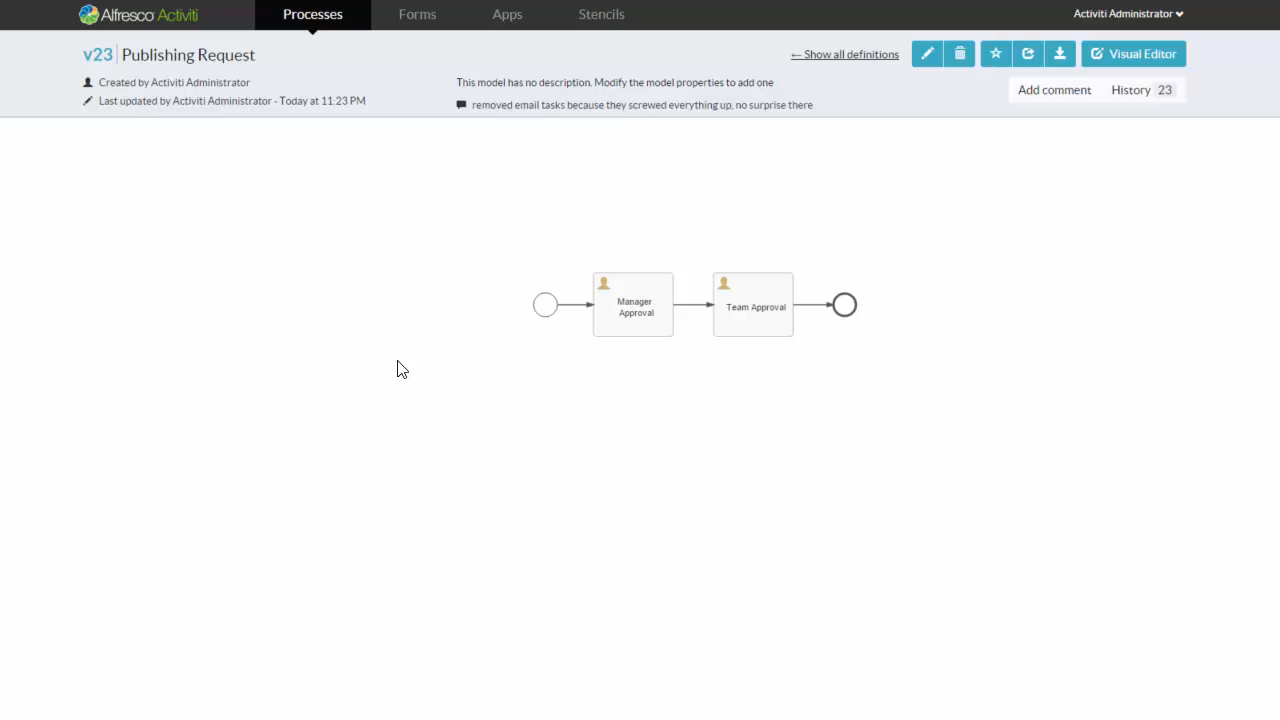 Alfresco Activiti
Processes
Forms
Apps
Stencils
Activiti Administrator
v23 Publishing Request
← Show all definitions
Visual Editor
Created by Activiti Administrator
This model has no description. Modify the model properties to add one
Add comment
History 23
Last updated by Activiti Administrator - Today at 11:23 PM
removed email tasks because they screwed everything up, no surprise there
Manager
Approval
Team Approval